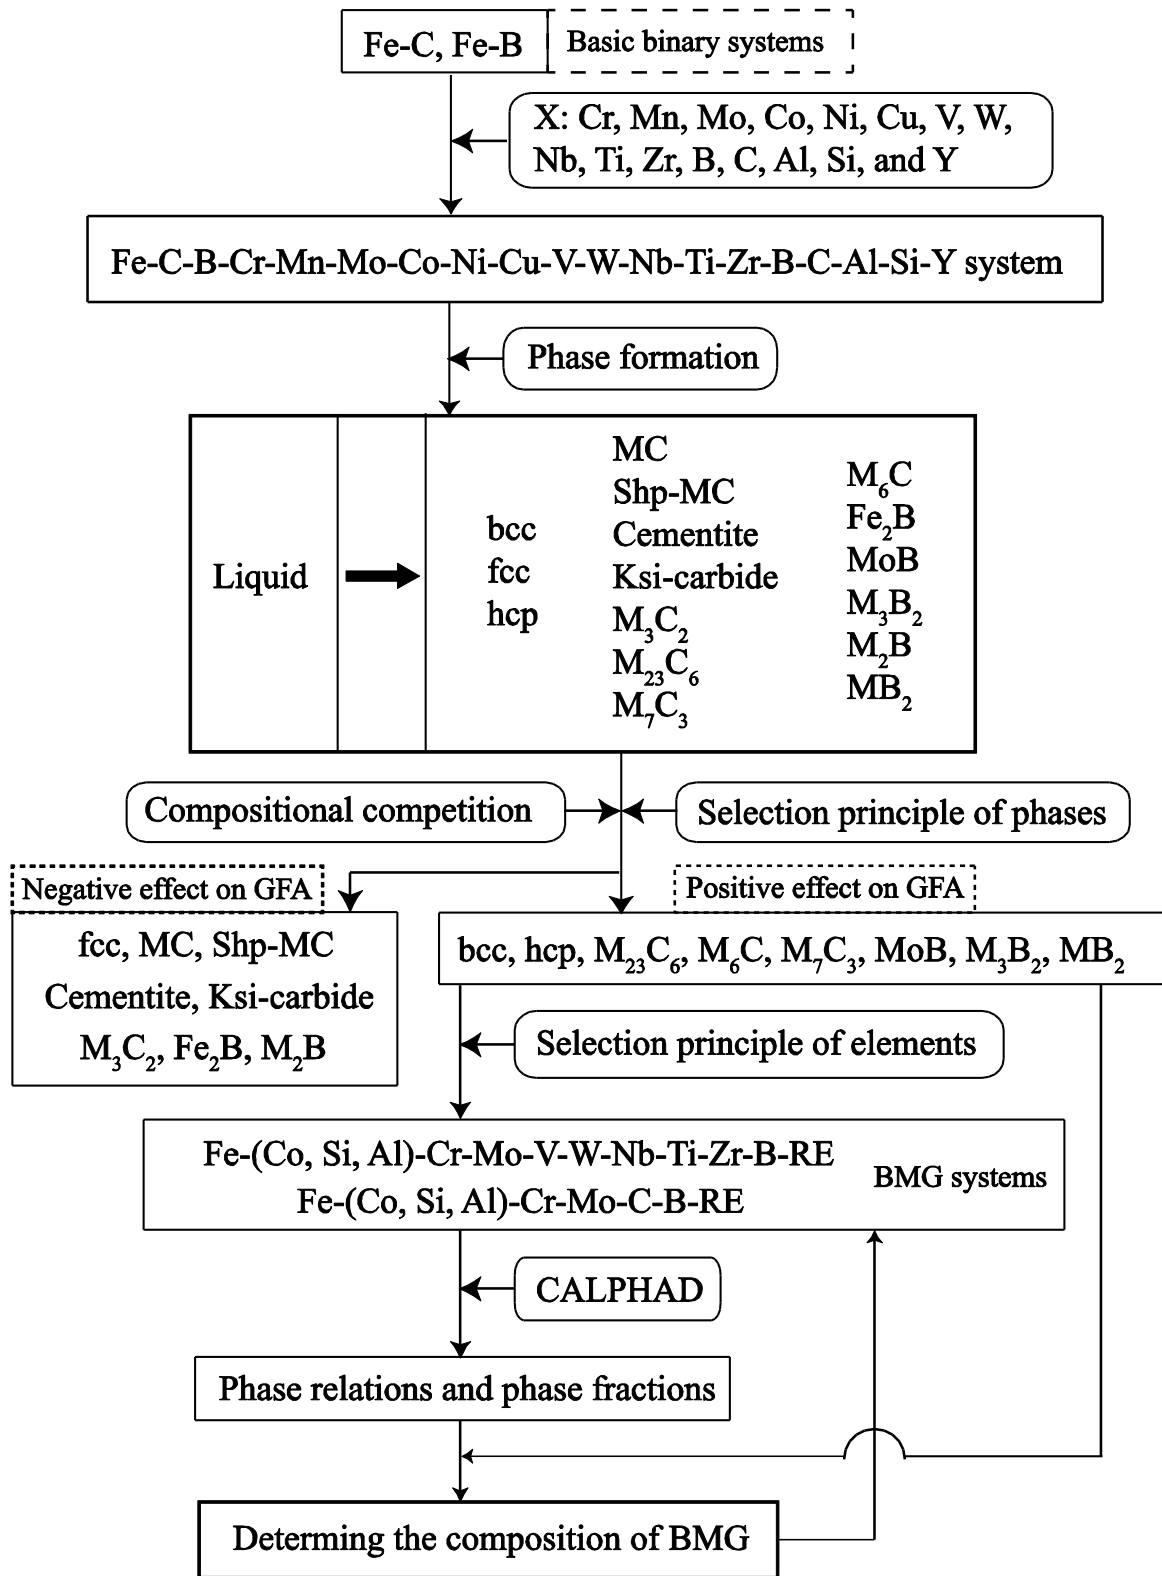 Fe-C, Fe-B
Basic binary systems
X: Cr, Mn, Mo, Co, Ni, Cu, V, W,
Nb, Ti, Zr, B, C, Al, Si, and Y
Fe-C-B-Cr-Mn-Mo-Co-Ni-Cu-V-W-Nb-Ti-Zr-B-C-Al-Si-Y system
Phase formation
Liquid
bcc
fcc
hcp
MC
Shp-MC
Cementite
Ksi-carbide
M₃C₂
M₂₃C₆
M₇C₃
M₆C
Fe₂B
MoB
M₃B₂
M₂B
MB₂
Compositional competition
Selection principle of phases
Negative effect on GFA
Positive effect on GFA
fcc, MC, Shp-MC
Cementite, Ksi-carbide
M₃C₂, Fe₂B, M₂B
bcc, hcp, M₂₃C₆, M₆C, M₇C₃, MoB, M₃B₂, MB₂
Selection principle of elements
Fe-(Co, Si, Al)-Cr-Mo-V-W-Nb-Ti-Zr-B-RE
Fe-(Co, Si, Al)-Cr-Mo-C-B-RE
BMG systems
CALPHAD
Phase relations and phase fractions
Determing the composition of BMG